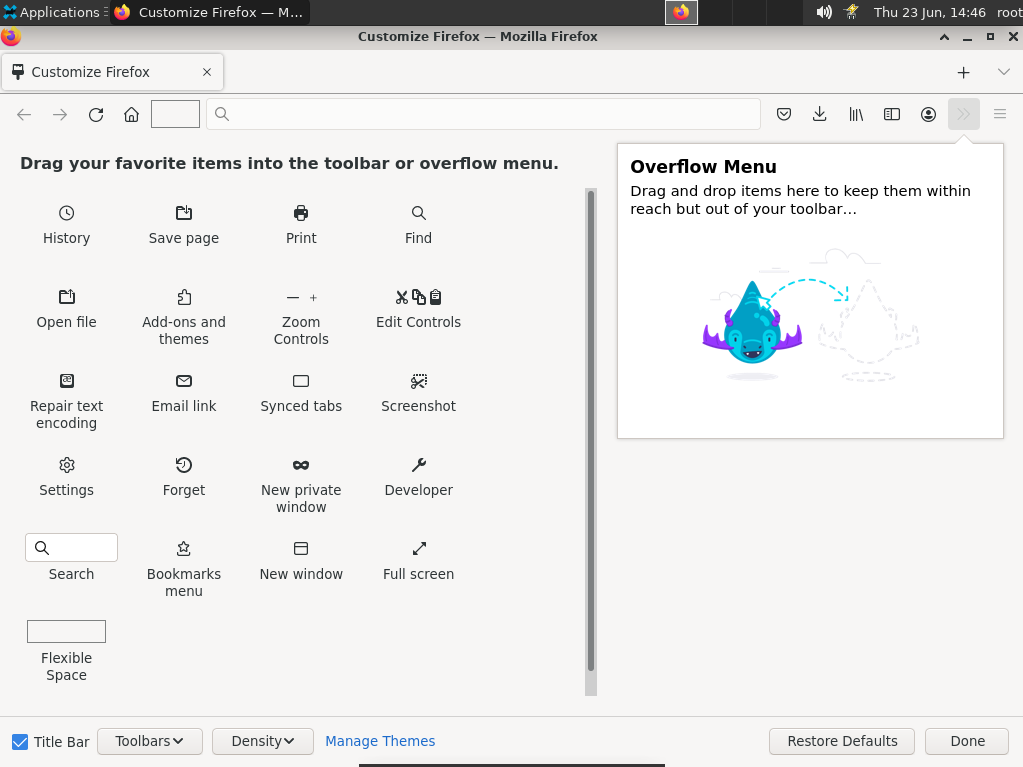 Applications
Customize Firefox — M...
Thu 23 Jun, 14:46
root
Customize Firefox — Mozilla Firefox
Customize Firefox
Drag your favorite items into the toolbar or overflow menu.
Overflow Menu
Drag and drop items here to keep them within
reach but out of your toolbar…
History
Save page
Print
Find
Open file
Add-ons and
themes
Zoom
Controls
Edit Controls
Repair text
encoding
Email link
Synced tabs
Screenshot
Settings
Forget
New private
window
Developer
Search
Bookmarks
menu
New window
Full screen
Flexible
Space
Title Bar
Toolbars
Density
Manage Themes
Restore Defaults
Done